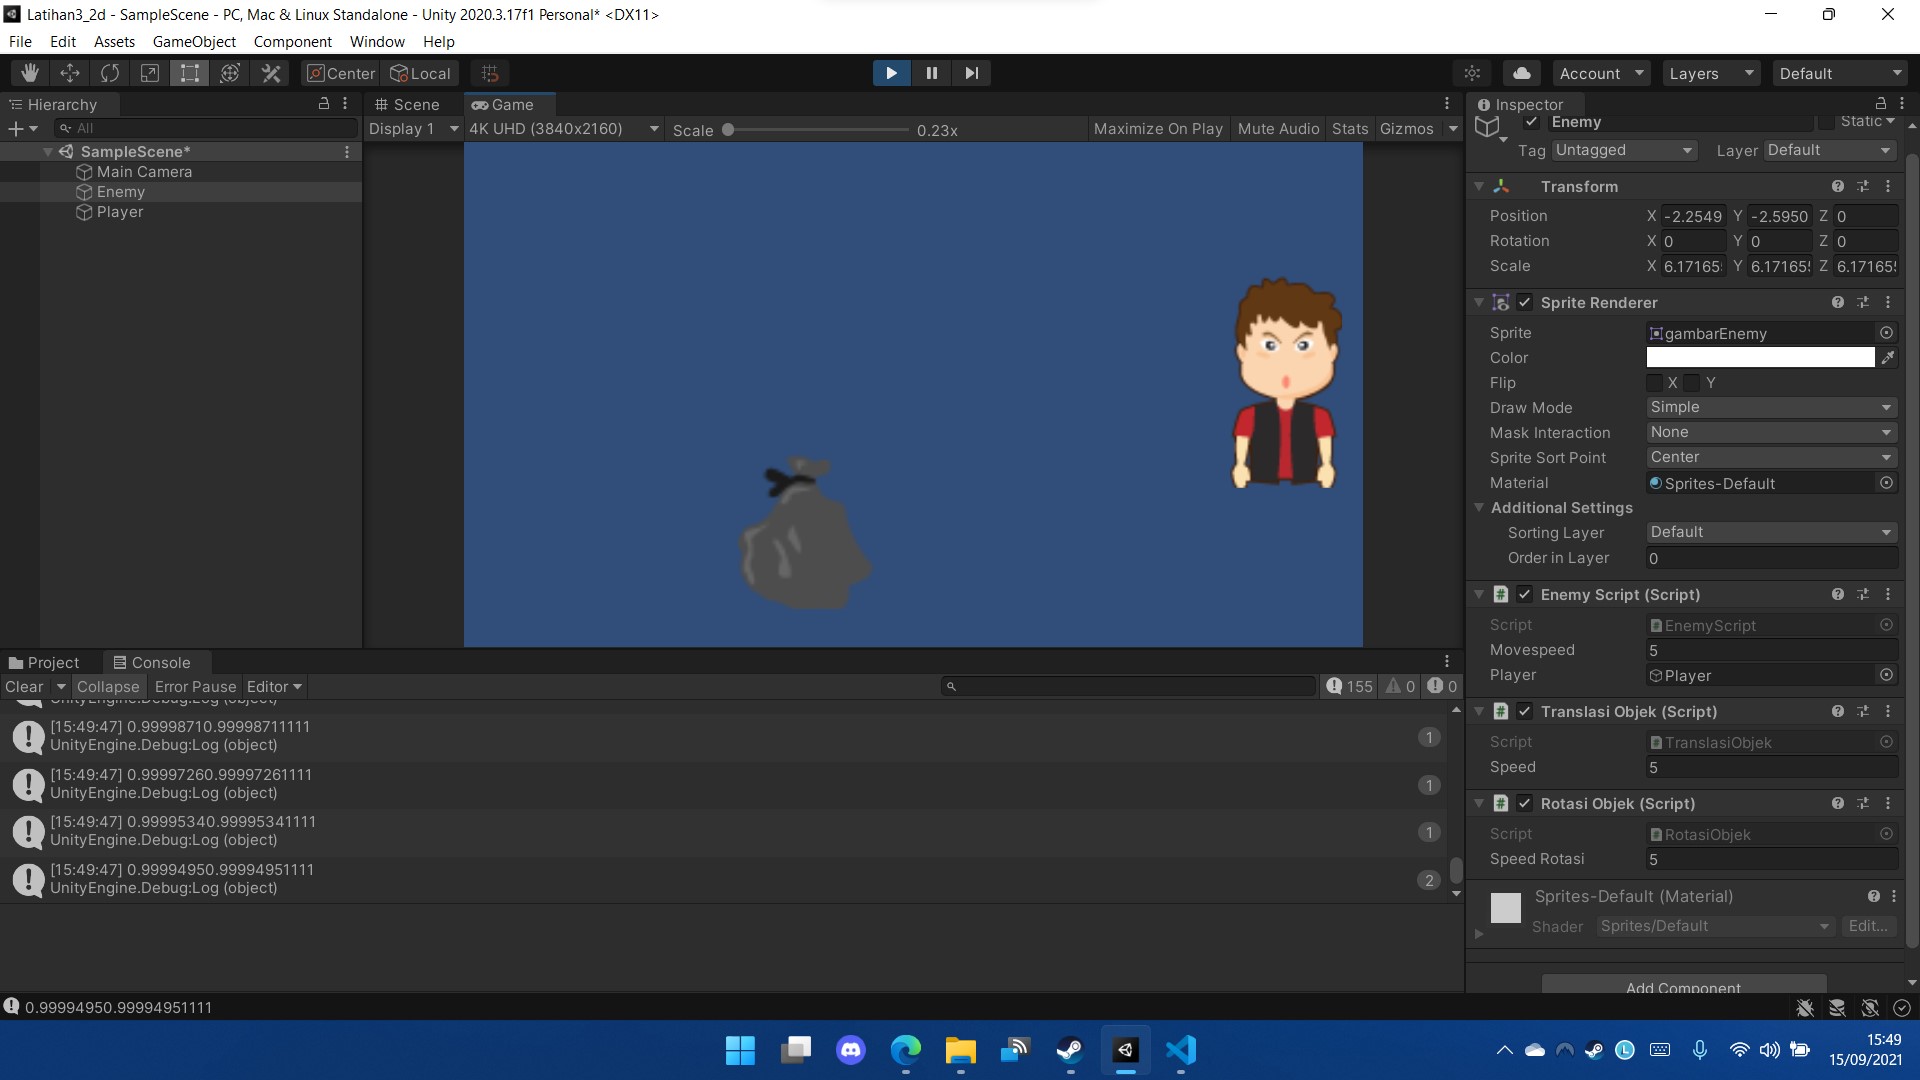 Latihan3_2d - SampleScene - PC, Mac & Linux Standalone - Unity 2020.3.17f1 Personal* <DX11>
File Edit Assets GameObject Component Window Help
Center Local Account Layers Default
Hierarchy
All
SampleScene*
Main Camera
Enemy
Player
Scene Game
Display 1 4K UHD (3840x2160) Scale 0.23x Maximize On Play Mute Audio Stats Gizmos
Inspector
Enemy Static
Tag Untagged Layer Default
Transform
Position X -2.2549 Y -2.5950 Z 0
Rotation X 0 Y 0 Z 0
Scale X 6.17165 Y 6.17165 Z 6.17165
Sprite Renderer
Sprite gambarEnemy
Color
Flip X Y
Draw Mode Simple
Mask Interaction None
Sprite Sort Point Center
Material Sprites-Default
Additional Settings
Sorting Layer Default
Order in Layer 0
Enemy Script (Script)
Script EnemyScript
Movespeed 5
Player Player
Translasi Objek (Script)
Script TranslasiObjek
Speed 5
Rotasi Objek (Script)
Script RotasiObjek
Speed Rotasi 5
Sprites-Default (Material)
Shader Sprites/Default Edit...
Add Component
Project Console
Clear Collapse Error Pause Editor 155 0 0
UnityEngine.Debug:Log (object)
[15:49:47] 0.99998710.99998711111
UnityEngine.Debug:Log (object) 1
[15:49:47] 0.99997260.99997261111
UnityEngine.Debug:Log (object) 1
[15:49:47] 0.99995340.99995341111
UnityEngine.Debug:Log (object) 1
[15:49:47] 0.99994950.99994951111
UnityEngine.Debug:Log (object) 2
0.99994950.99994951111
15:49
15/09/2021